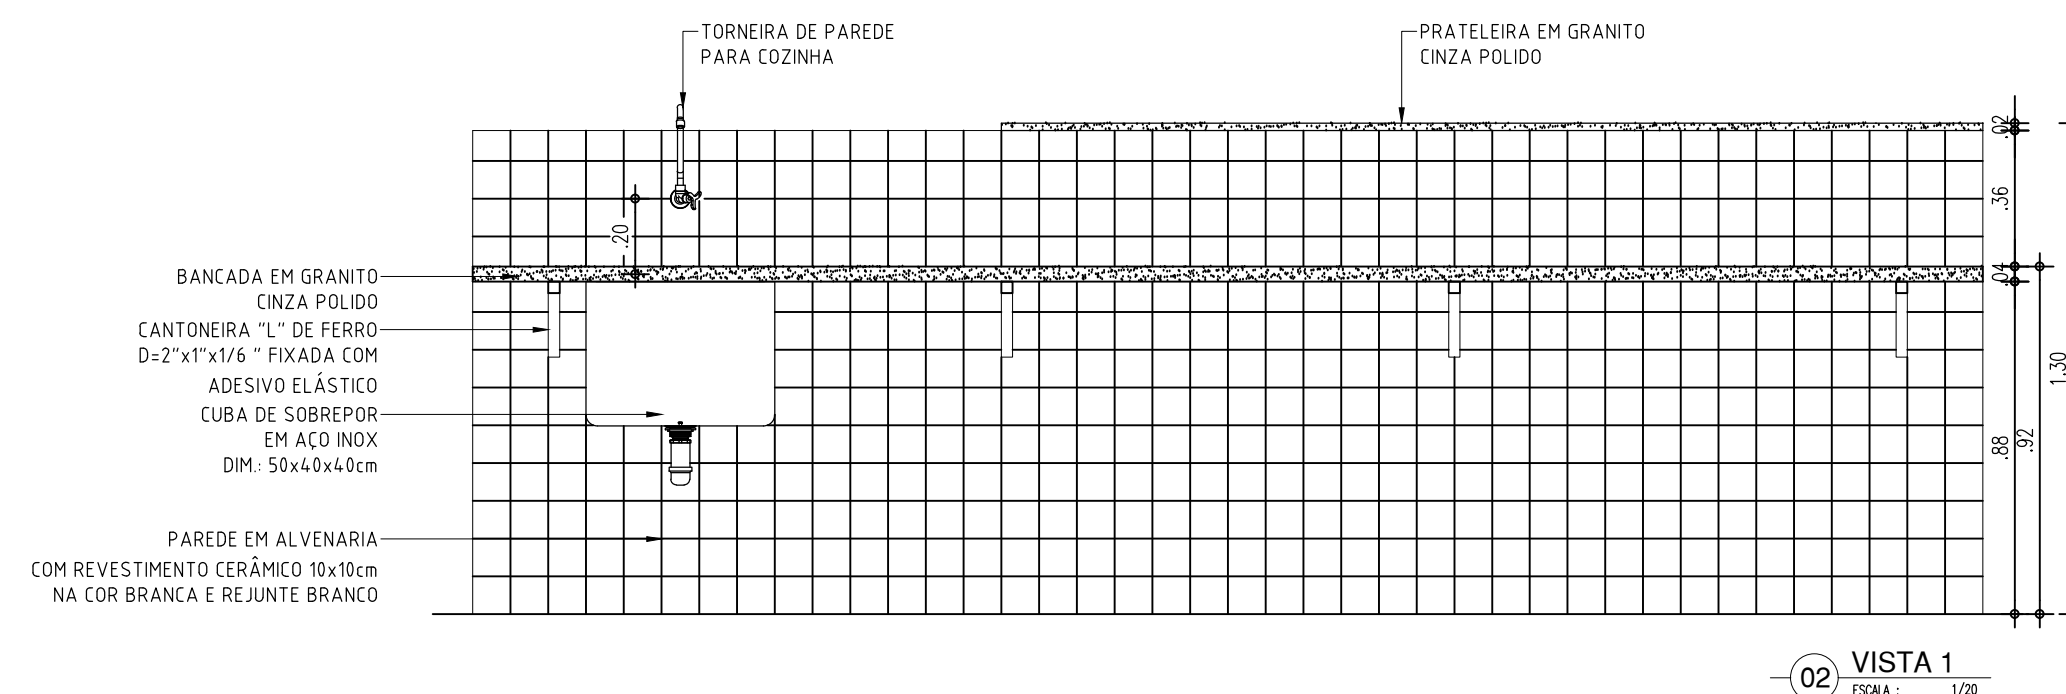 TORNEIRA DE PAREDE
PARA COZINHA
PRATELEIRA EM GRANITO
CINZA POLIDO
.02
.36
.20
BANCADA EM GRANITO
CINZA POLIDO
.04
CANTONEIRA "L" DE FERRO
D=2"x1"x1/6 " FIXADA COM
ADESIVO ELÁSTICO
1.30
CUBA DE SOBREPOR
EM AÇO INOX
DIM.: 50x40x40cm
.88
.92
PAREDE EM ALVENARIA
COM REVESTIMENTO CERÂMICO 10x10cm
NA COR BRANCA E REJUNTE BRANCO
02
VISTA 1
ESCALA : 1/20